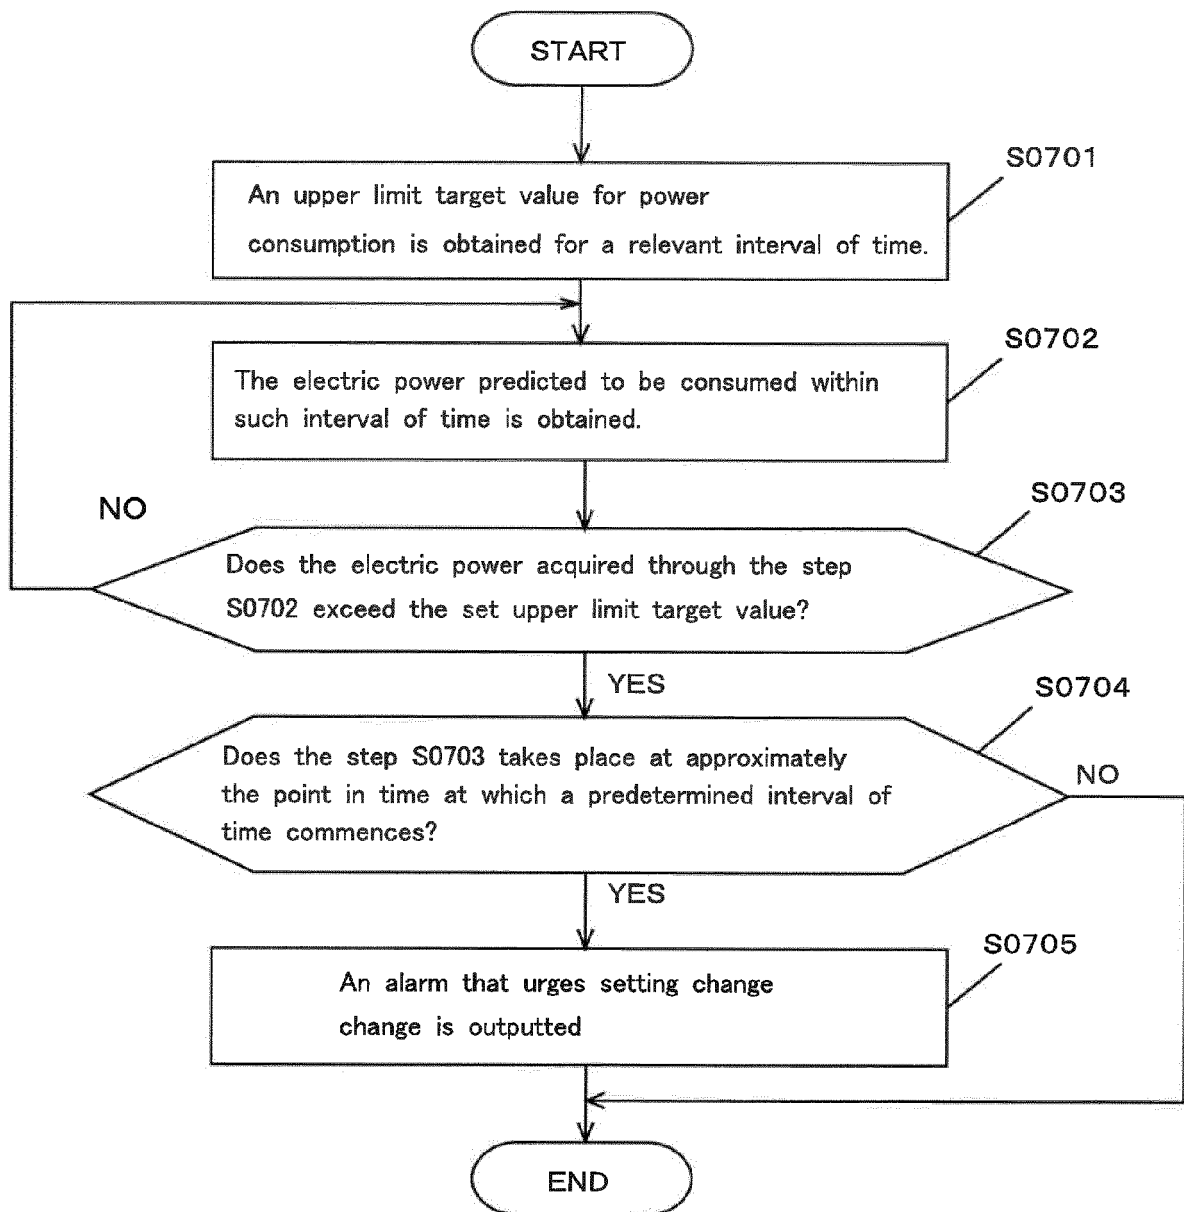 START
S0701
An upper limit target value for power
consumption is obtained for a relevant interval of time.
S0702
The electric power predicted to be consumed within
such interval of time is obtained.
NO
S0703
Does the electric power acquired through the step
S0702 exceed the set upper limit target value?
YES
S0704
Does the step S0703 takes place at approximately
the point in time at which a predetermined interval of
time commences?
NO
YES
S0705
An alarm that urges setting change
change is outputted
END